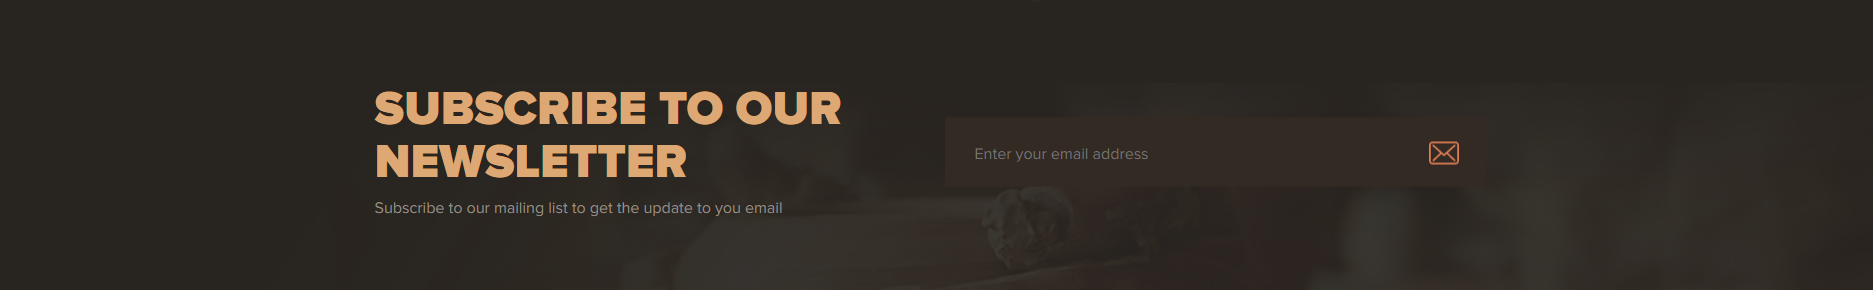 SUBSCRIBE TO OUR
NEWSLETTER
Subscribe to our mailing list to get the update to you email
Enter your email address